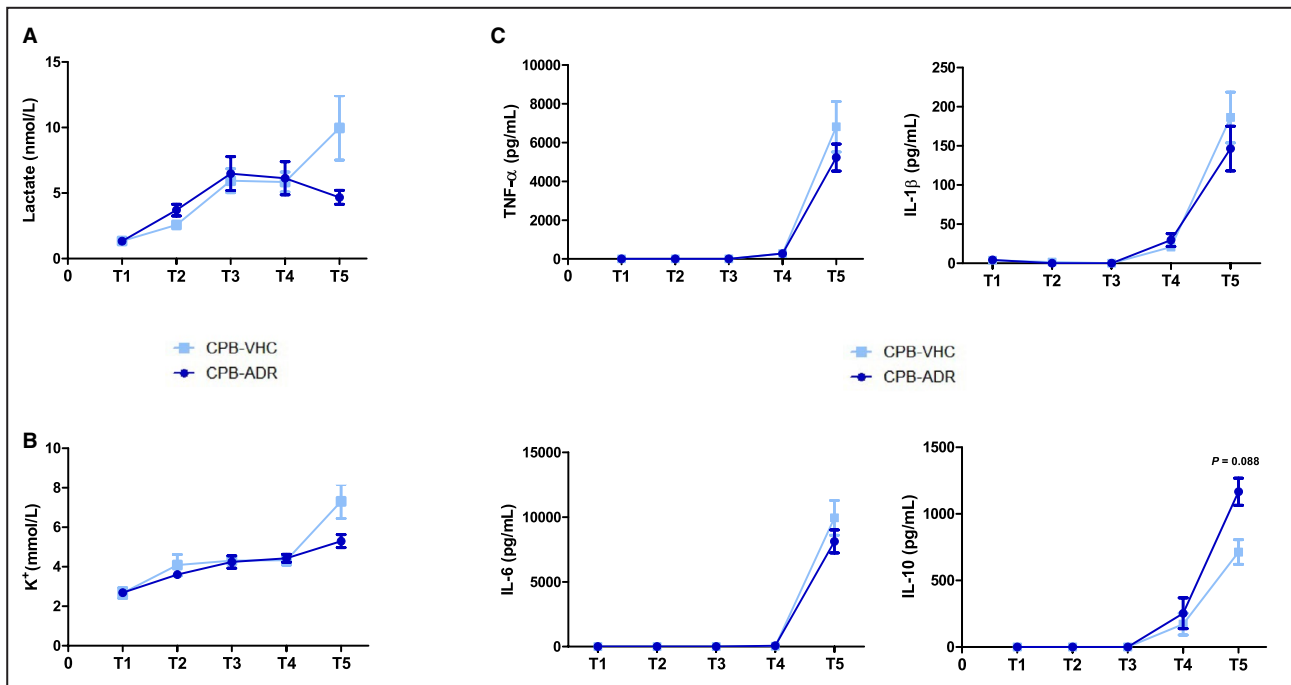 A
15
10
5
0
Lactate (nmol/L)
0 T1 T2 T3 T4 T5
CPB-VHC
CPB-ADR
B
10
8
6
4
2
0
K+ (mmol/L)
0 T1 T2 T3 T4 T5
C
10000
8000
6000
4000
2000
0
TNF-α (pg/mL)
0 T1 T2 T3 T4 T5
250
200
150
100
50
0
IL-1β (pg/mL)
T1 T2 T3 T4 T5
CPB-VHC
CPB-ADR
15000
10000
5000
0
IL-6 (pg/mL)
0 T1 T2 T3 T4 T5
1500
1000
500
0
IL-10 (pg/mL)
P = 0.088
0 T1 T2 T3 T4 T5